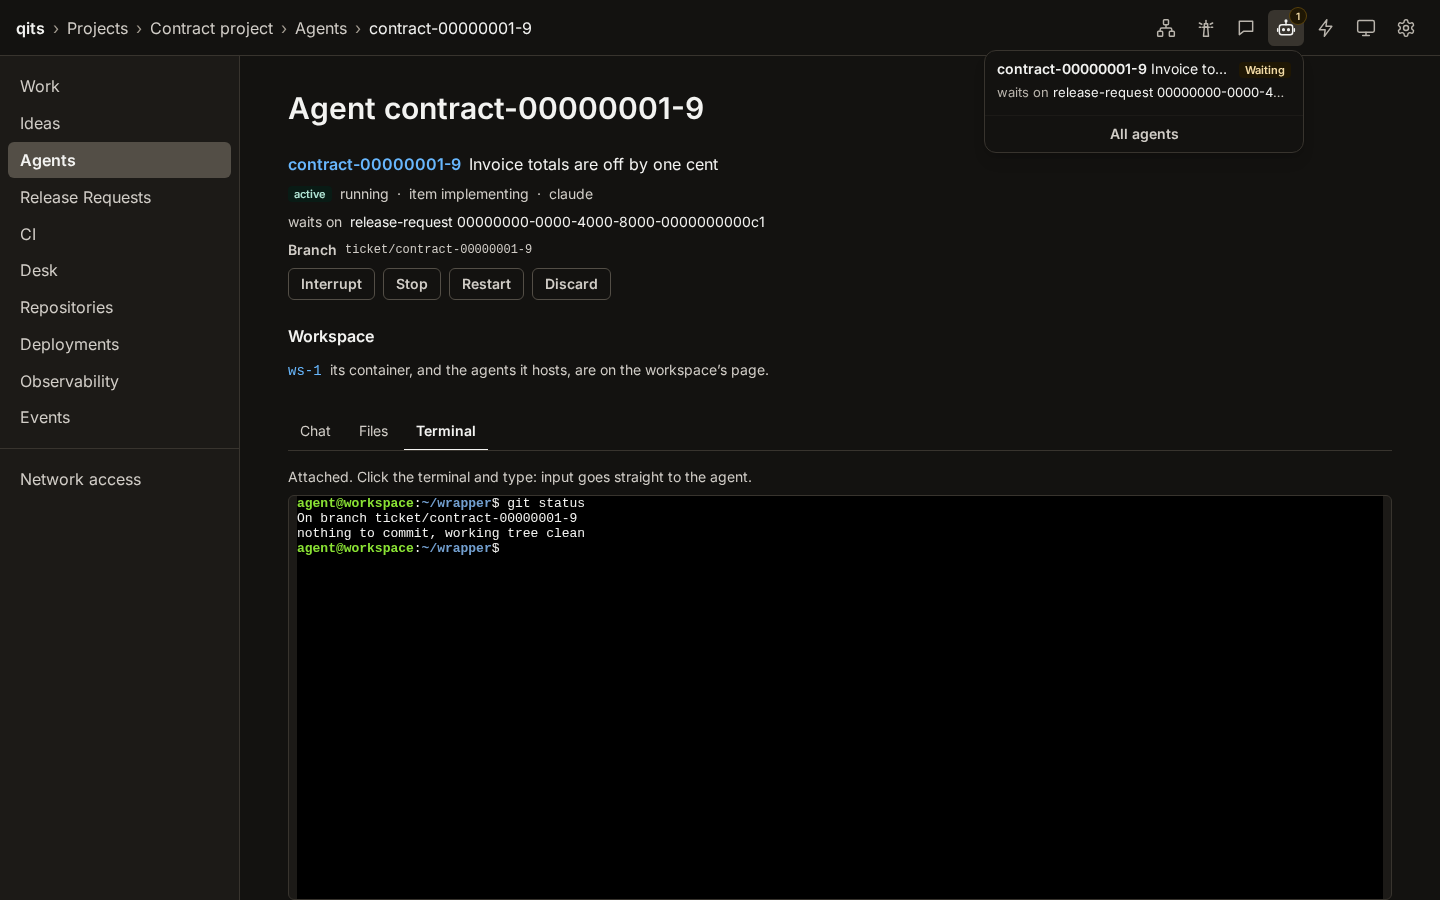 qits › Projects › Contract project › Agents › contract-00000001-9
1
contract-00000001-9 Invoice to... Waiting
waits on release-request 00000000-0000-4...
All agents
Work
Ideas
Agents
Release Requests
CI
Desk
Repositories
Deployments
Observability
Events
Network access
Agent contract-00000001-9
contract-00000001-9 Invoice totals are off by one cent
active running · item implementing · claude
waits on release-request 00000000-0000-4000-8000-0000000000c1
Branch ticket/contract-00000001-9
Interrupt Stop Restart Discard
Workspace
ws-1 its container, and the agents it hosts, are on the workspace’s page.
Chat Files Terminal
Attached. Click the terminal and type: input goes straight to the agent.
agent@workspace:~/wrapper$ git status
On branch ticket/contract-00000001-9
nothing to commit, working tree clean
agent@workspace:~/wrapper$